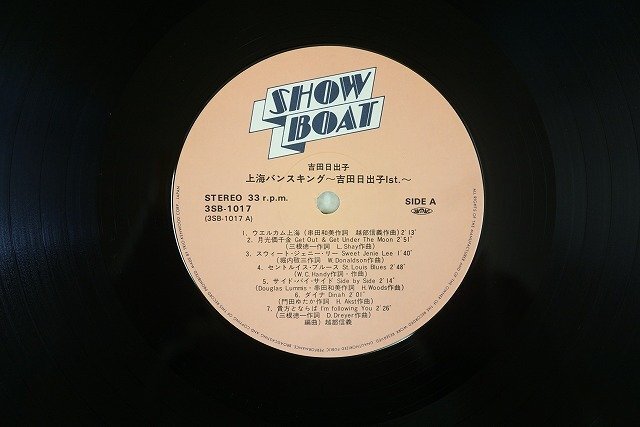 SHOW
BOAT
吉田日出子
上海バンスキング〜吉田日出子1st.〜
STEREO 33 r.p.m.
SIDE A
3SB-1017
(3SB-1017 A)
1. ウエルカム上海 (串田和美作詞 越部信義作曲) 2'13"
2. 月光価千金 Get Out & Get Under The Moon 2'51"
(三根徳一作詞 L.Shay作曲)
3. スウィート・ジェニー・リー Sweet Jenie Lee 1'40"
(堀内敬三作詞 W.Donaldson作曲)
4. セントルイス・ブルース St.Louis Blues 2'48"
(W.C.Handy作詞・作曲)
5. サイド・バイ・サイド Side by Side 2'14"
(Douglas Lumms・串田和美作詞 H.Woods作曲)
6. ダイナ Dinah 2'01"
(門田ゆたか作詞 H.Akst作曲)
7. 貴方とならば I'm following You 2'26"
(三根徳一作詞 D.Dreyer作曲)
編曲) 越部信義